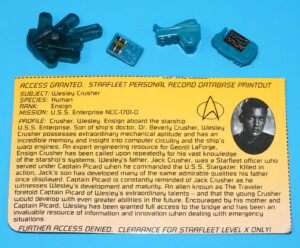 ACCESS GRANTED. STARFLEET PERSONAL RECORD DATABASE PRINTOUT
SUBJECT: Wesley Crusher
SPECIES: Human
RANK: Ensign
MISSION: U.S.S. Enterprise NCC-1701-D
PROFILE: Crusher, Wesley. Ensign aboard the
U.S.S. Enterprise. Son of ship's doctor, Dr. Beverly Crusher, Wesley
Crusher possesses extraordinary mechanical aptitude and has an
incredible memory and insight into computer circuitry and the ship's
warp engines. An expert engineering resource for Geordi LaForge,
Ensign Crusher has been called upon repeatedly for his vast knowledge
of the starship's systems. Wesley's father, Jack Crusher, was a Starfleet officer who
served under Captain Picard when he commanded the U.S.S. Stargazer. Killed in
action, Jack's son has developed many of the same admirable qualities his father
once displayed. Captain Picard is constantly reminded of Jack Crusher as he
witnesses Wesley's development and maturity. An alien known as The Traveler
foretold Captain Picard of Wesley's extraordinary talents - and that the young Crusher
would develop with even greater abilities in the future. Encouraged by his mother and
Captain Picard, Wesley has been granted full access to the bridge and has been an
invaluable resource of information and innovation when dealing with emergency
situations.
FURTHER ACCESS DENIED. CLEARANCE FOR STARFLEET LEVEL X ONLY!